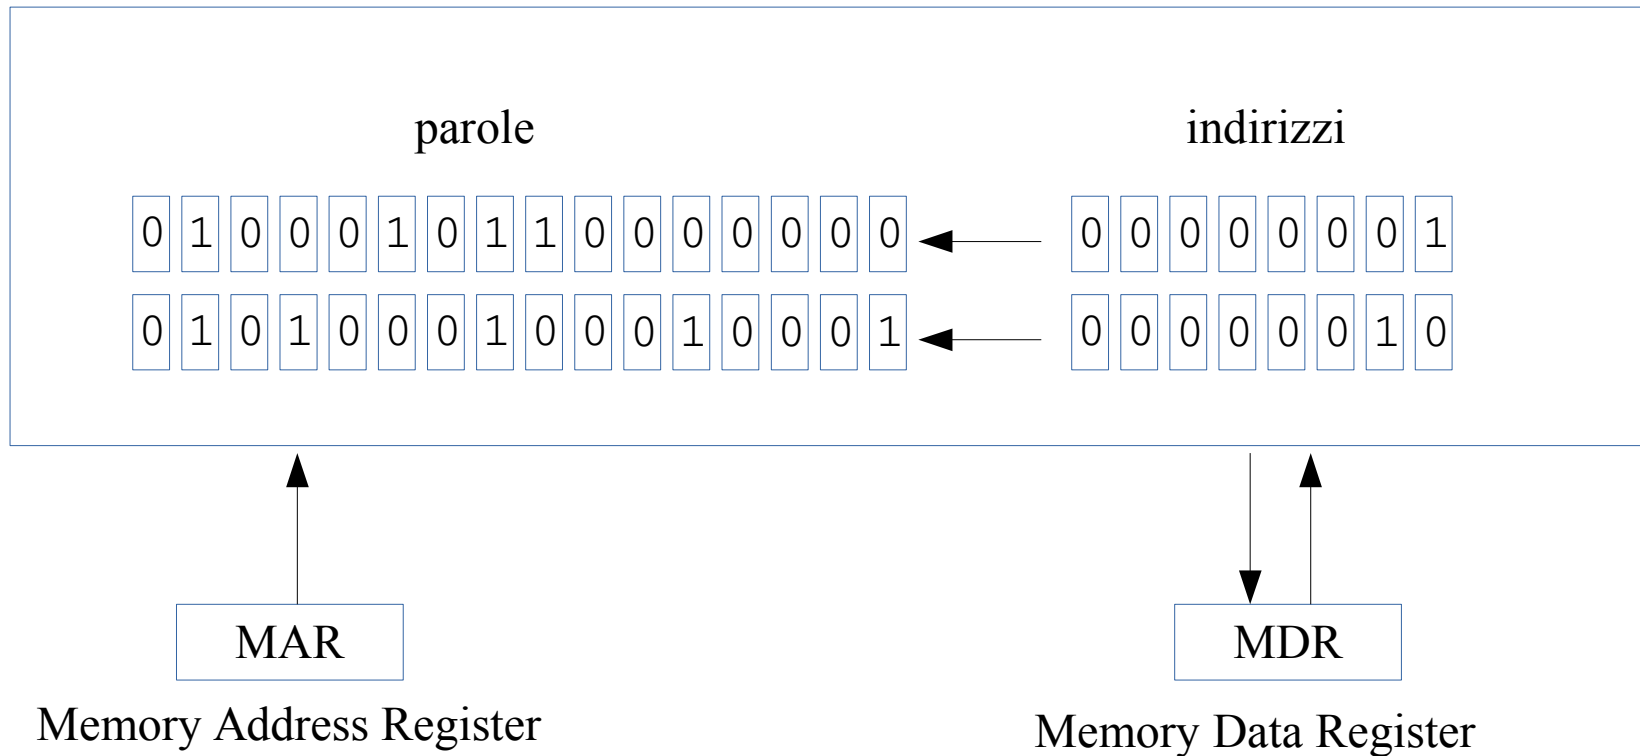 parole indirizzi
0 1 0 0 0 1 0 1 1 0 0 0 0 0 0 0 0 0 0 0 0 0 0 1
0 1 0 1 0 0 0 1 0 0 0 1 0 0 0 1 0 0 0 0 0 0 1 0
MAR MDR
Memory Address Register Memory Data Register